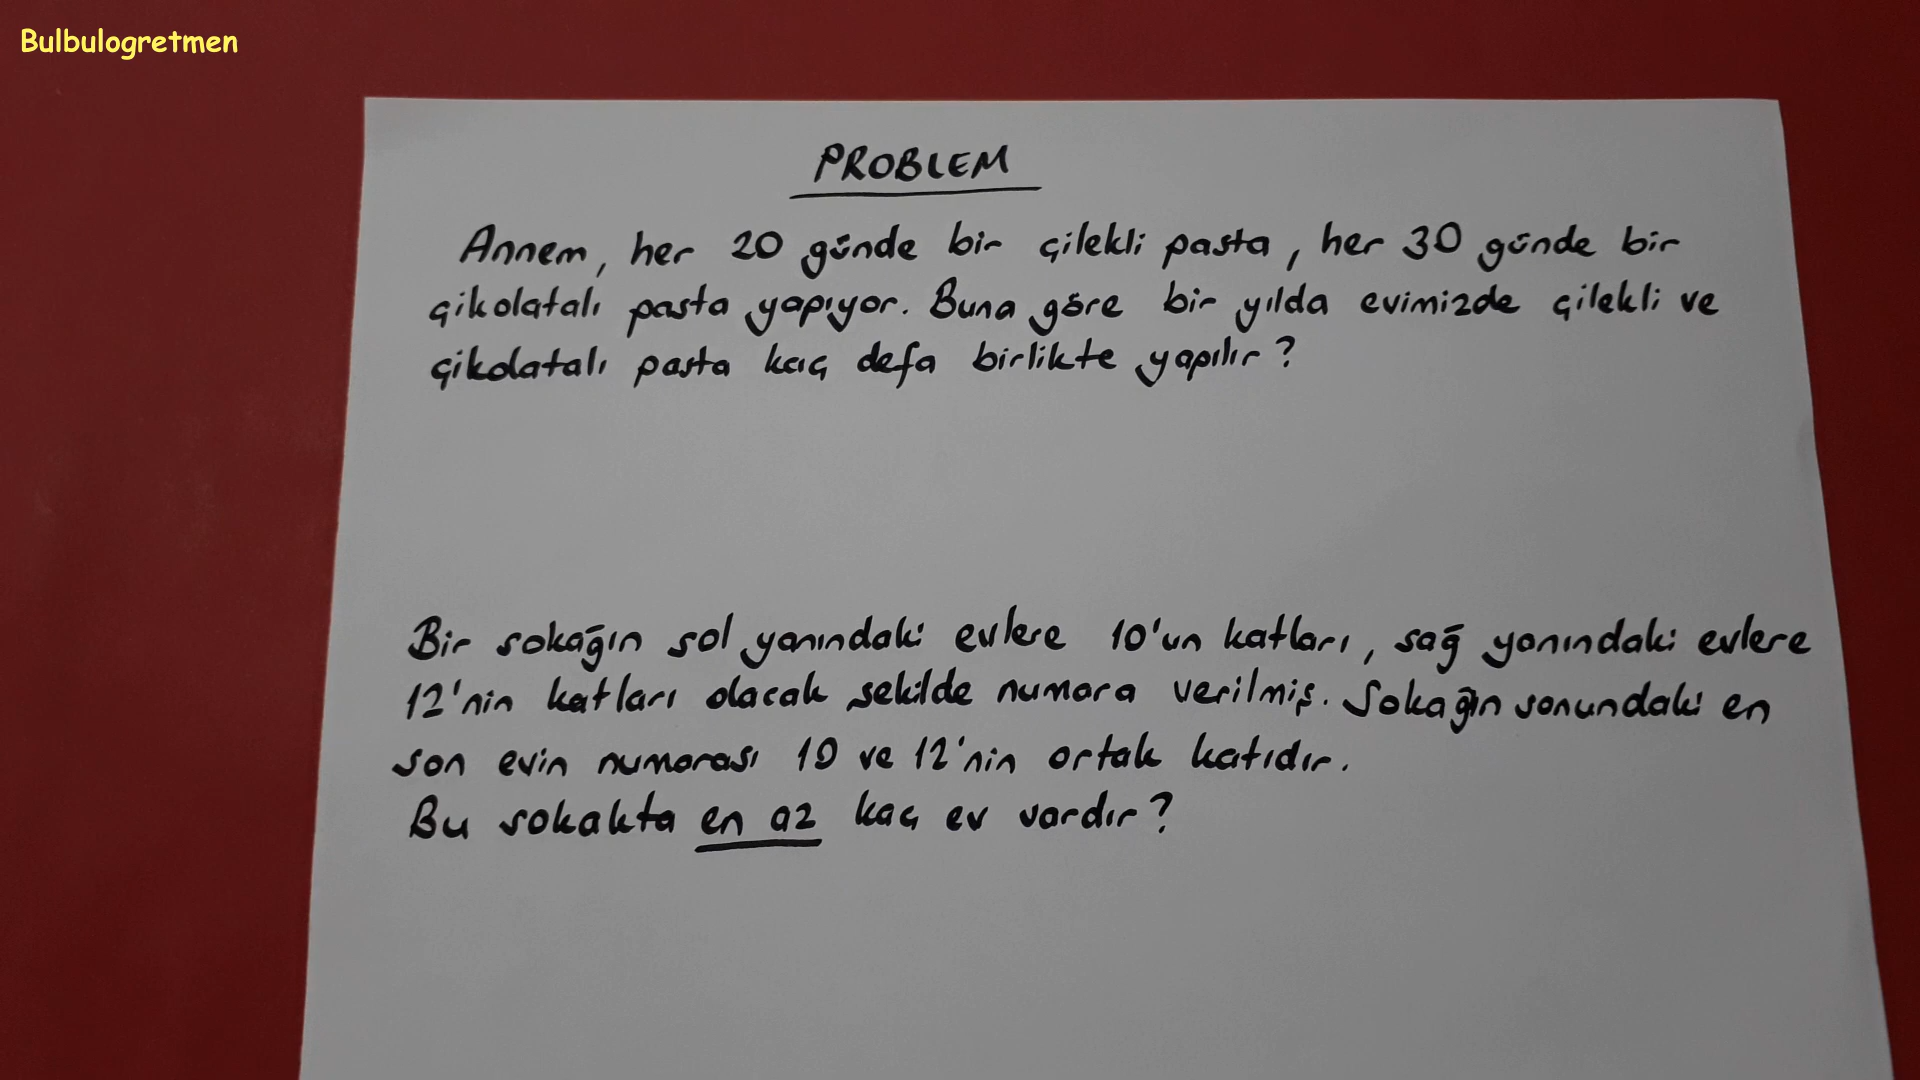 Bulbulogretmen
PROBLEM
Annem, her 20 günde bir çilekli pasta, her 30 günde bir
çikolatalı pasta yapıyor. Buna göre bir yılda evimizde çilekli ve
çikolatalı pasta kaç defa birlikte yapılır?
Bir sokağın sol yanındaki evlere 10'un katları, sağ yanındaki evlere
12'nin katları olacak şekilde numara verilmiş. Sokağın sonundaki en
son evin numarası 10 ve 12'nin ortak katıdır.
Bu sokakta en az kaç ev vardır?